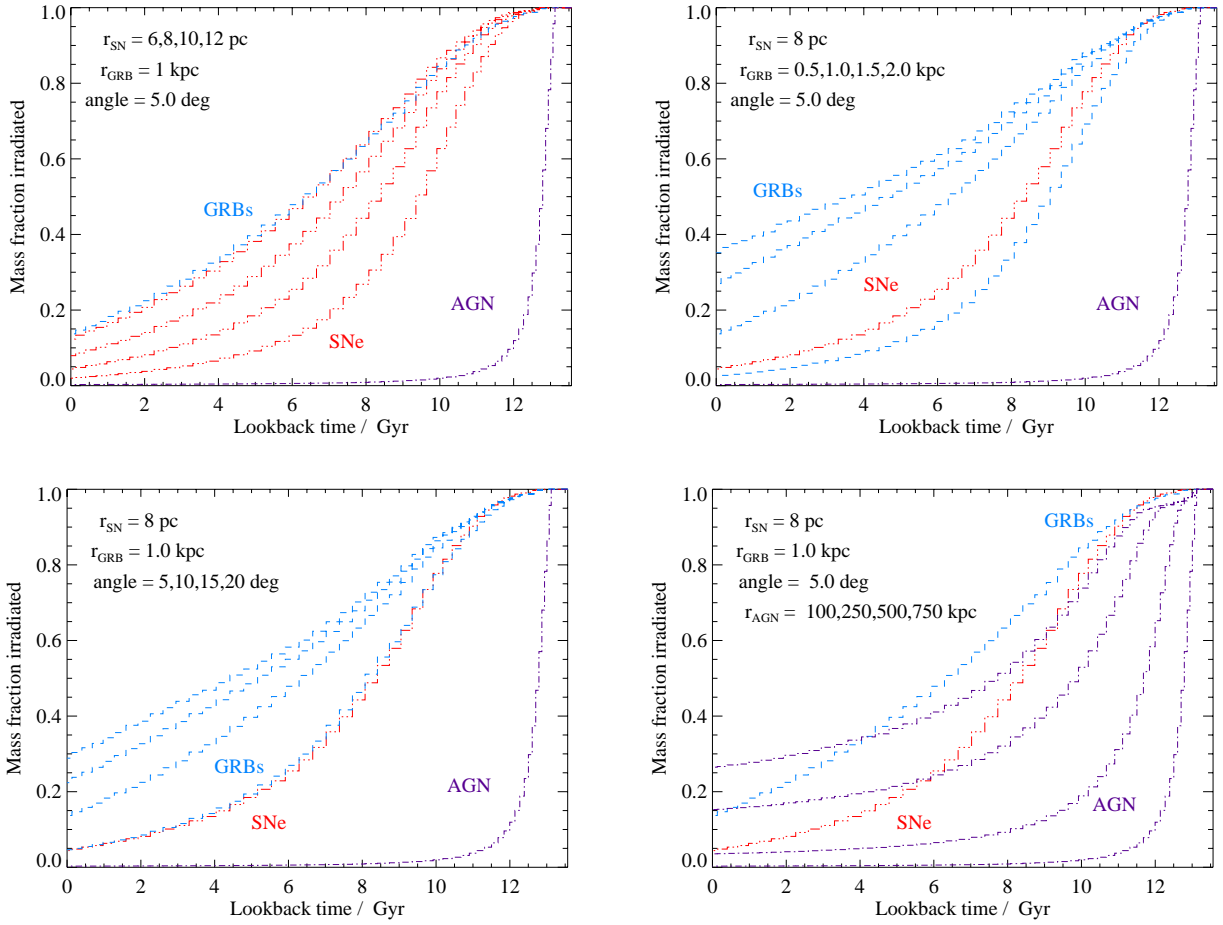 1.0
0.8
0.6
0.4
0.2
0.0
Mass fraction irradiated
r_SN = 6,8,10,12 pc
r_GRB = 1 kpc
angle = 5.0 deg
GRBs
AGN
SNe
0 2 4 6 8 10 12
Lookback time / Gyr
1.0
0.8
0.6
0.4
0.2
0.0
Mass fraction irradiated
r_SN = 8 pc
r_GRB = 0.5,1.0,1.5,2.0 kpc
angle = 5.0 deg
GRBs
SNe
AGN
0 2 4 6 8 10 12
Lookback time / Gyr
1.0
0.8
0.6
0.4
0.2
0.0
Mass fraction irradiated
r_SN = 8 pc
r_GRB = 1.0 kpc
angle = 5,10,15,20 deg
GRBs
AGN
SNe
0 2 4 6 8 10 12
Lookback time / Gyr
1.0
0.8
0.6
0.4
0.2
0.0
Mass fraction irradiated
GRBs
r_SN = 8 pc
r_GRB = 1.0 kpc
angle = 5.0 deg
r_AGN = 100,250,500,750 kpc
AGN
SNe
0 2 4 6 8 10 12
Lookback time / Gyr